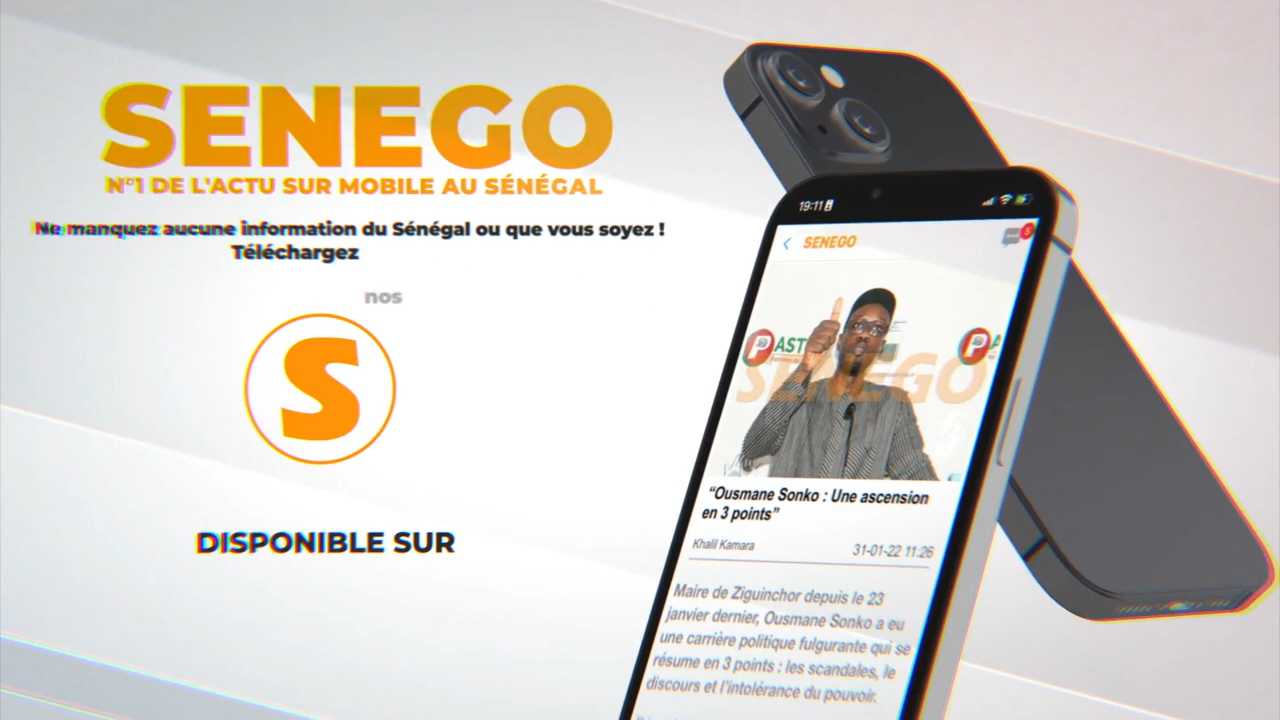 SENEGO
N°1 DE L'ACTU SUR MOBILE AU SÉNÉGAL
Ne manquez aucune information du Sénégal ou que vous soyez !
Téléchargez
nos
S
DISPONIBLE SUR
19:11
SENEGO
5
PAST
PA
SENEGO
“Ousmane Sonko : Une ascension
en 3 points”
Khalil Kamara
31-01-22 11:26
Maire de Ziguinchor depuis le 23
janvier dernier, Ousmane Sonko a eu
une carrière politique fulgurante qui se
résume en 3 points : les scandales, le
discours et l'intolérance du pouvoir.